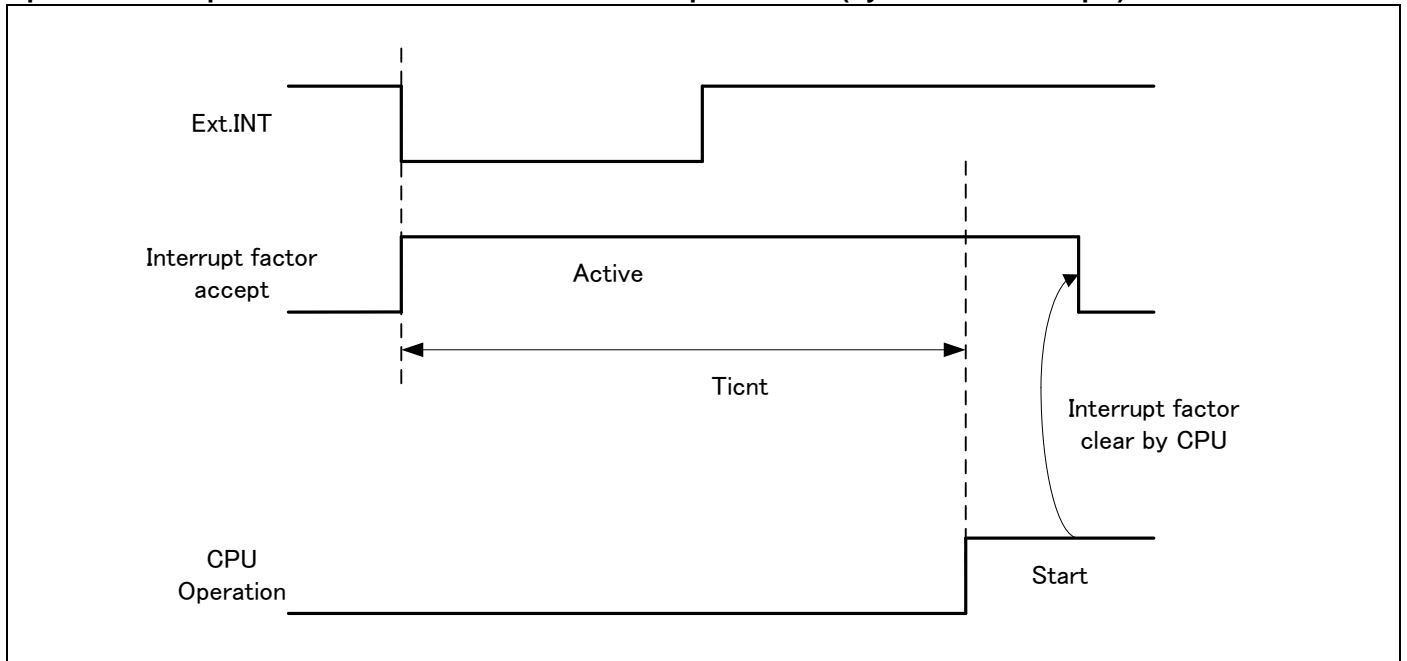 Ext.INT
Interrupt factor
accept
Active
Ticnt
Interrupt factor
clear by CPU
CPU
Operation
Start